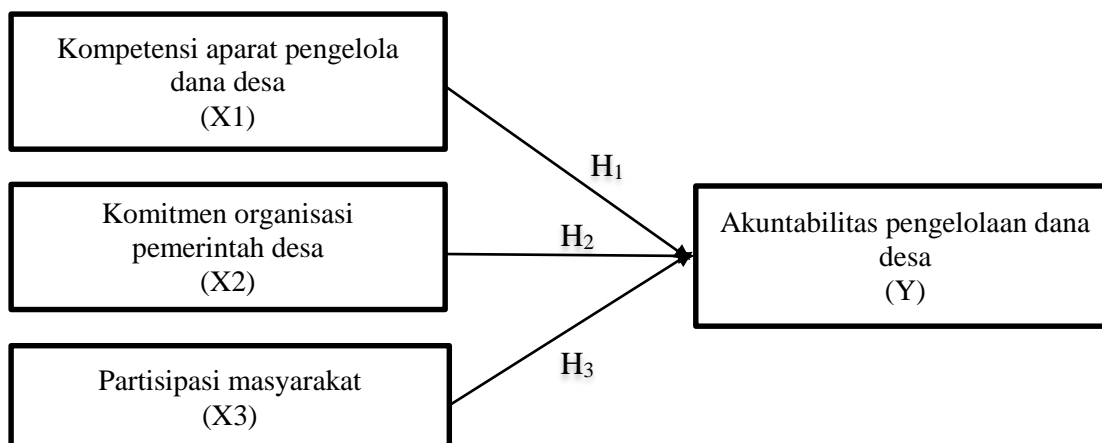 Kompetensi aparat pengelola
dana desa
(X1)
H₁
Komitmen organisasi
pemerintah desa
(X2)
H₂
Akuntabilitas pengelolaan dana
desa
(Y)
Partisipasi masyarakat
(X3)
H₃